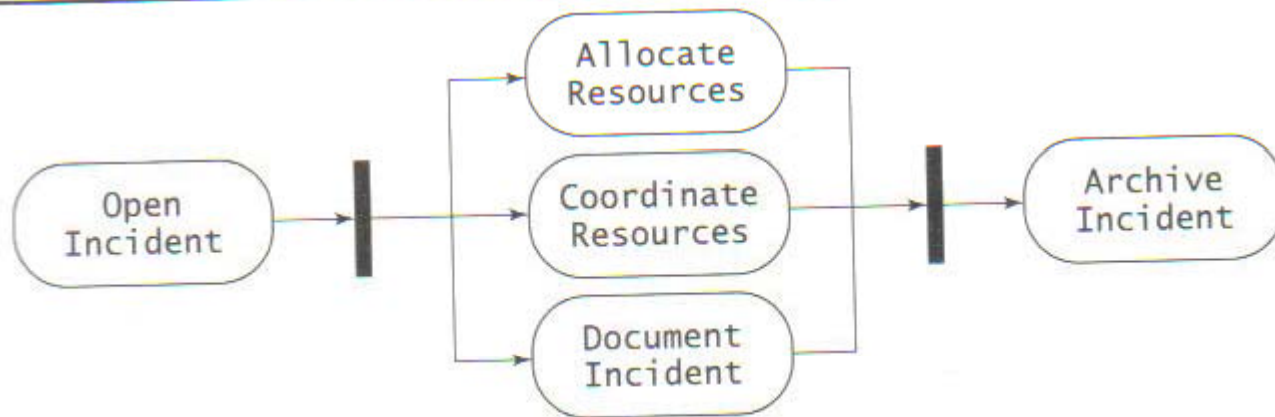 Open
Incident
Allocate
Resources
Coordinate
Resources
Document
Incident
Archive
Incident